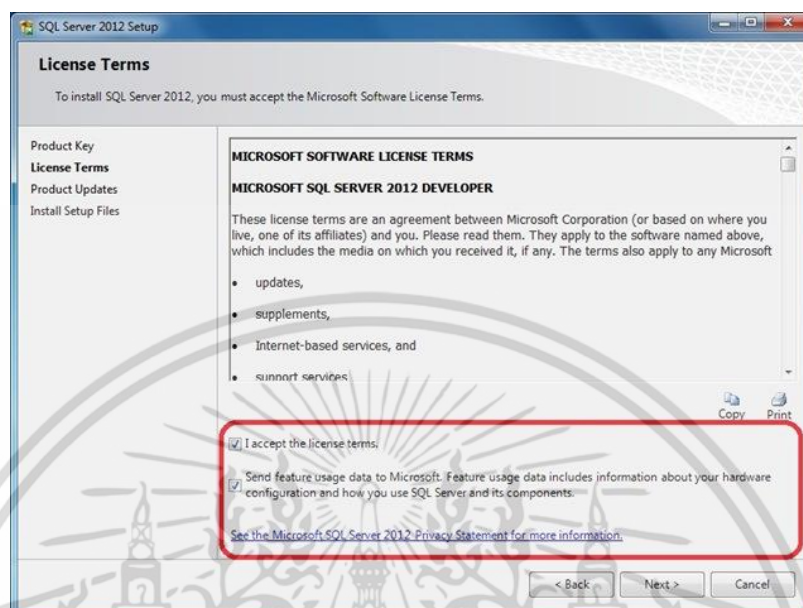 SQL Server 2012 Setup
License Terms
To install SQL Server 2012, you must accept the Microsoft Software License Terms.
Product Key
License Terms
Product Updates
Install Setup Files
MICROSOFT SOFTWARE LICENSE TERMS
MICROSOFT SQL SERVER 2012 DEVELOPER
These license terms are an agreement between Microsoft Corporation (or based on where you
live, one of its affiliates) and you. Please read them. They apply to the software named above,
which includes the media on which you received it, if any. The terms also apply to any Microsoft
• updates,
• supplements,
• Internet-based services, and
• support services
Copy Print
I accept the license terms.
Send feature usage data to Microsoft. Feature usage data includes information about your hardware
configuration and how you use SQL Server and its components.
See the Microsoft SQL Server 2012 Privacy Statement for more information.
< Back Next > Cancel